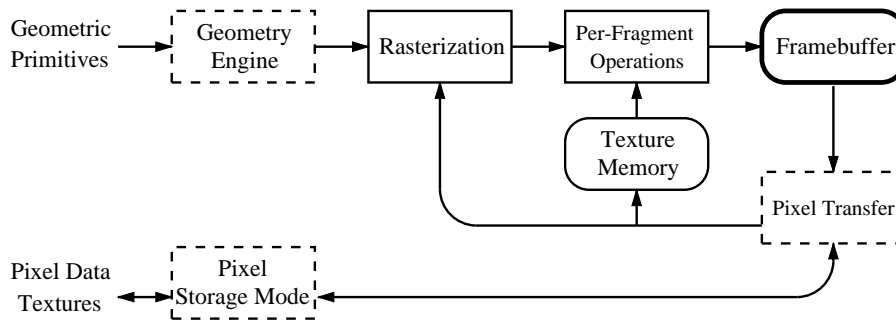 Geometric
Primitives
Geometry
Engine
Rasterization
Per-Fragment
Operations
Framebuffer
Texture
Memory
Pixel Transfer
Pixel Data
Textures
Pixel
Storage Mode